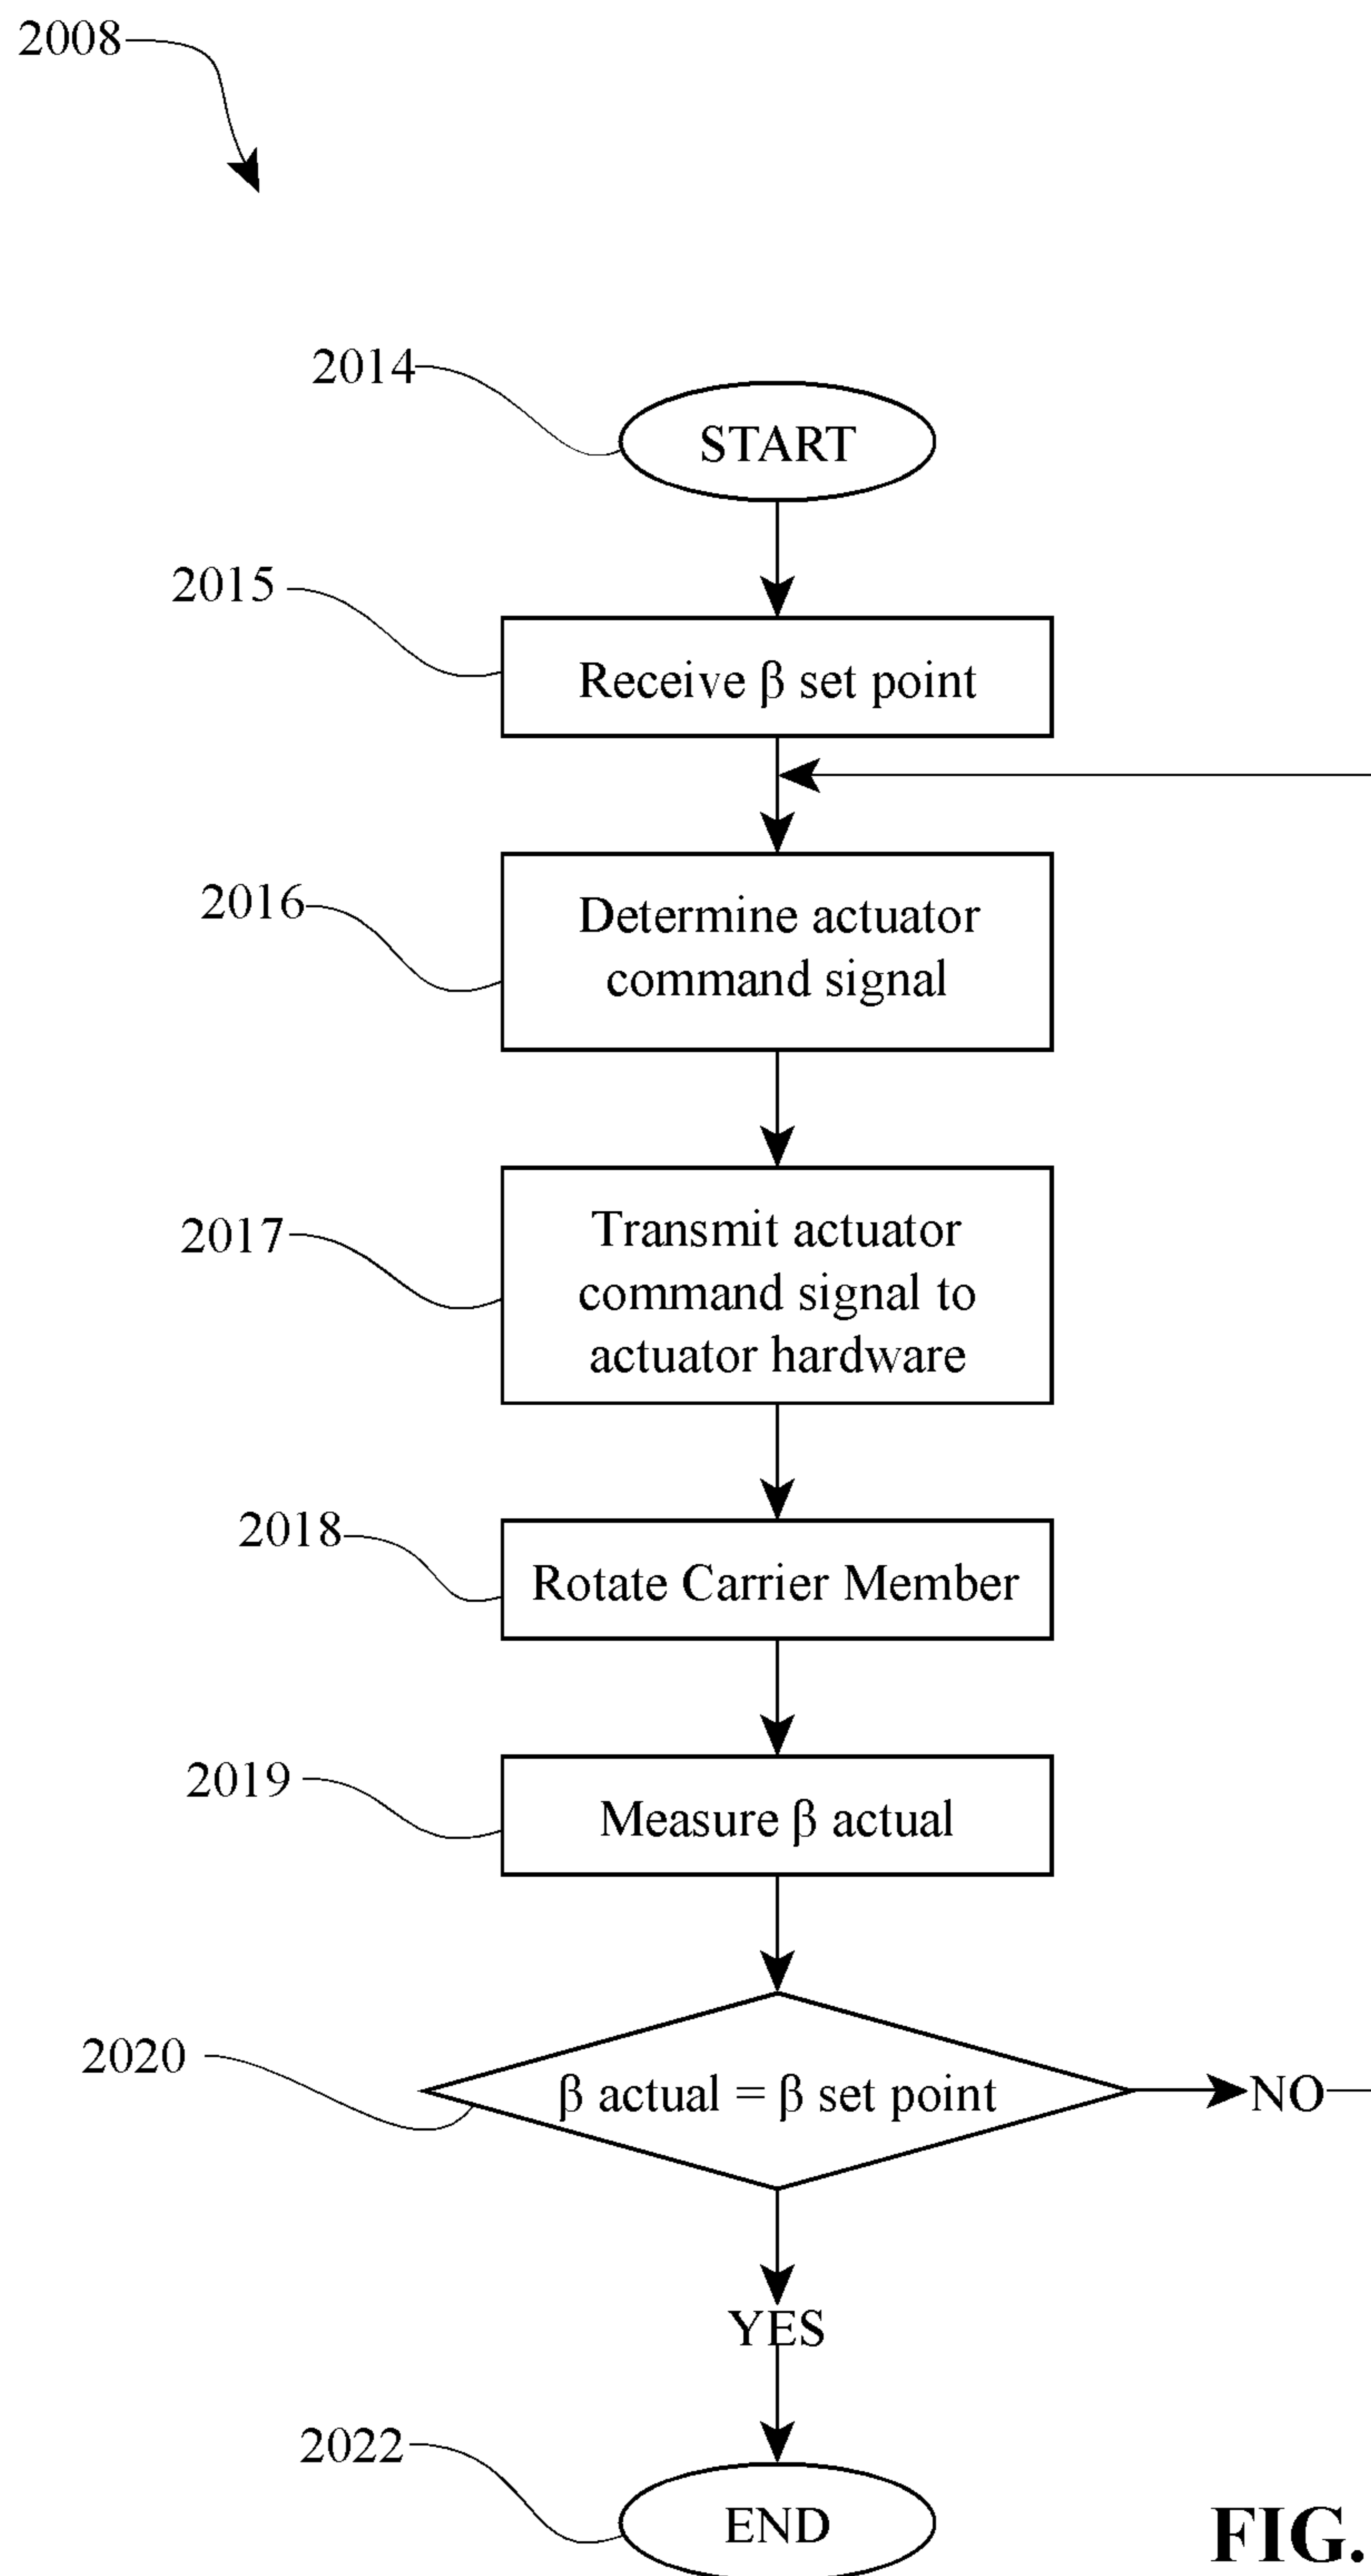 2008
2014
START
2015
Receive β set point
2016
Determine actuator
command signal
2017
Transmit actuator
command signal to
actuator hardware
2018
Rotate Carrier Member
2019
Measure β actual
2020
β actual = β set point
NO
YES
2022
END
FIG.